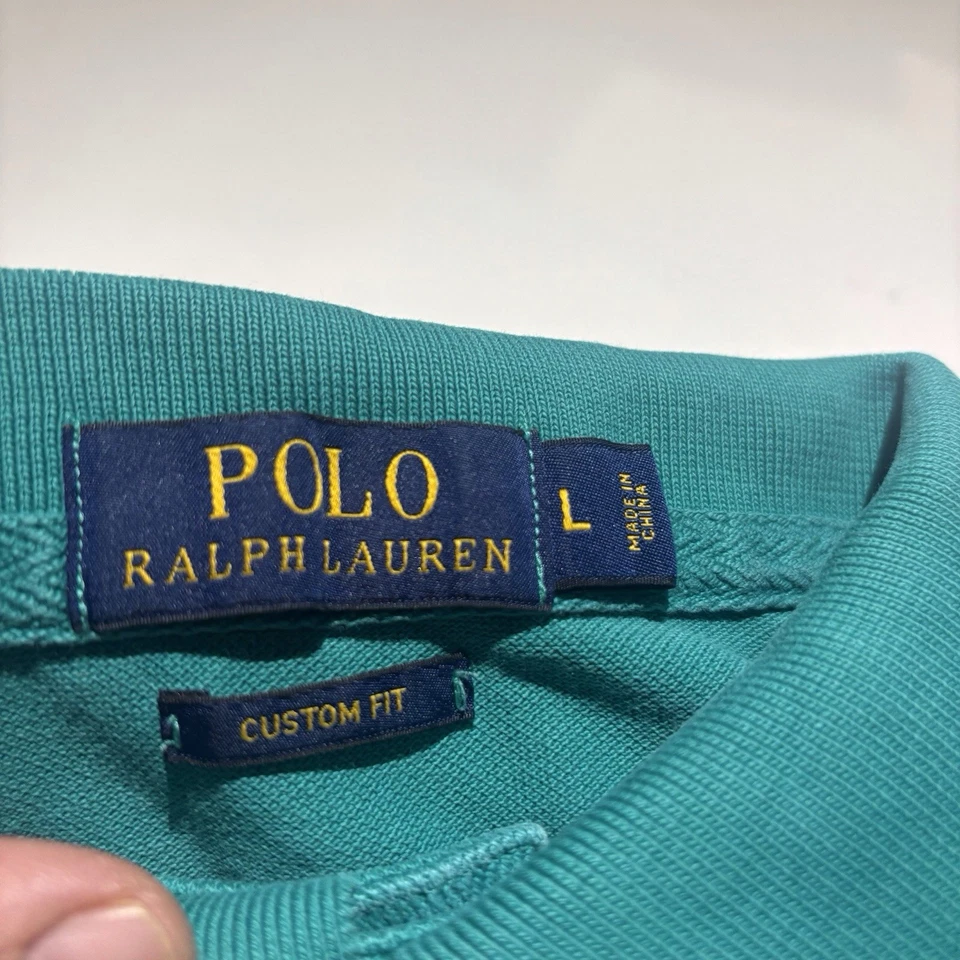 POLO
RALPH LAUREN
L
MADE IN
CHINA
CUSTOM FIT